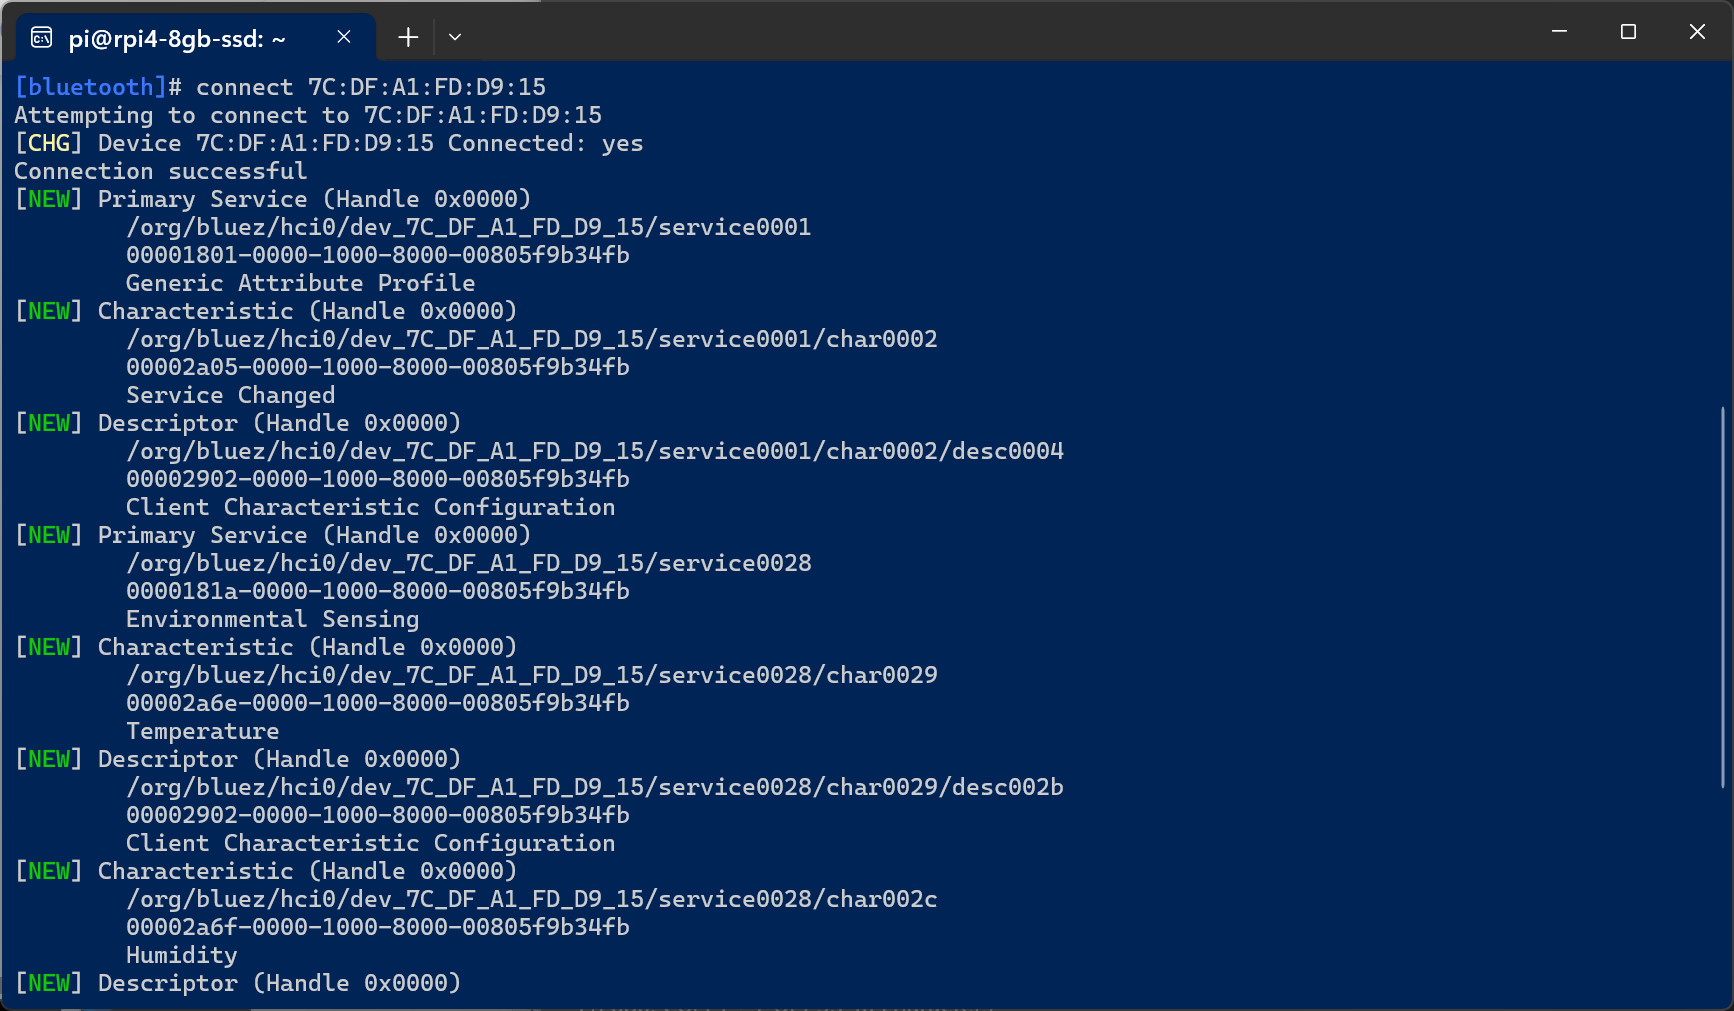 pi@rpi4-8gb-ssd: ~
[bluetooth]# connect 7C:DF:A1:FD:D9:15
Attempting to connect to 7C:DF:A1:FD:D9:15
[CHG] Device 7C:DF:A1:FD:D9:15 Connected: yes
Connection successful
[NEW] Primary Service (Handle 0x0000)
/org/bluez/hci0/dev_7C_DF_A1_FD_D9_15/service0001
00001801-0000-1000-8000-00805f9b34fb
Generic Attribute Profile
[NEW] Characteristic (Handle 0x0000)
/org/bluez/hci0/dev_7C_DF_A1_FD_D9_15/service0001/char0002
00002a05-0000-1000-8000-00805f9b34fb
Service Changed
[NEW] Descriptor (Handle 0x0000)
/org/bluez/hci0/dev_7C_DF_A1_FD_D9_15/service0001/char0002/desc0004
00002902-0000-1000-8000-00805f9b34fb
Client Characteristic Configuration
[NEW] Primary Service (Handle 0x0000)
/org/bluez/hci0/dev_7C_DF_A1_FD_D9_15/service0028
0000181a-0000-1000-8000-00805f9b34fb
Environmental Sensing
[NEW] Characteristic (Handle 0x0000)
/org/bluez/hci0/dev_7C_DF_A1_FD_D9_15/service0028/char0029
00002a6e-0000-1000-8000-00805f9b34fb
Temperature
[NEW] Descriptor (Handle 0x0000)
/org/bluez/hci0/dev_7C_DF_A1_FD_D9_15/service0028/char0029/desc002b
00002902-0000-1000-8000-00805f9b34fb
Client Characteristic Configuration
[NEW] Characteristic (Handle 0x0000)
/org/bluez/hci0/dev_7C_DF_A1_FD_D9_15/service0028/char002c
00002a6f-0000-1000-8000-00805f9b34fb
Humidity
[NEW] Descriptor (Handle 0x0000)